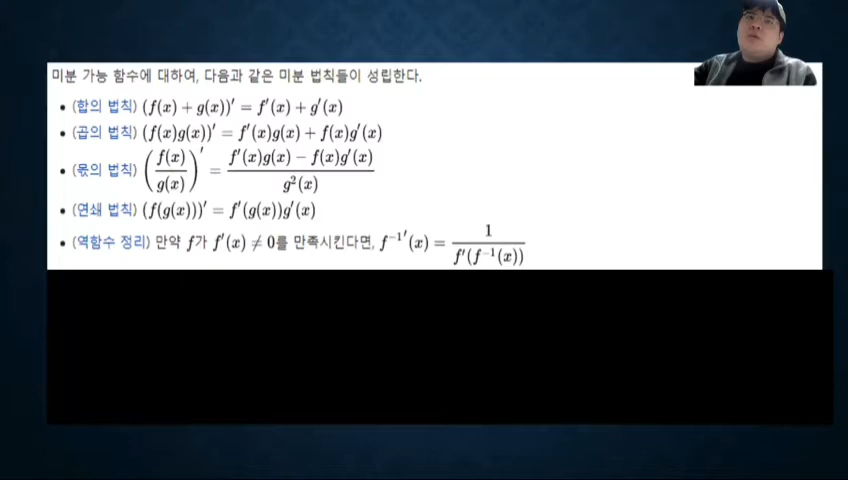 미분 가능 함수에 대하여, 다음과 같은 미분 법칙들이 성립한다.
• (합의 법칙) (f(x) + g(x))′ = f′(x) + g′(x)
• (곱의 법칙) (f(x)g(x))′ = f′(x)g(x) + f(x)g′(x)
• (몫의 법칙) (f(x)/g(x))′ = (f′(x)g(x) − f(x)g′(x))/g²(x)
• (연쇄 법칙) (f(g(x)))′ = f′(g(x))g′(x)
• (역함수 정리) 만약 f가 f′(x) ≠ 0를 만족시킨다면, f⁻¹′(x) = 1/f′(f⁻¹(x))